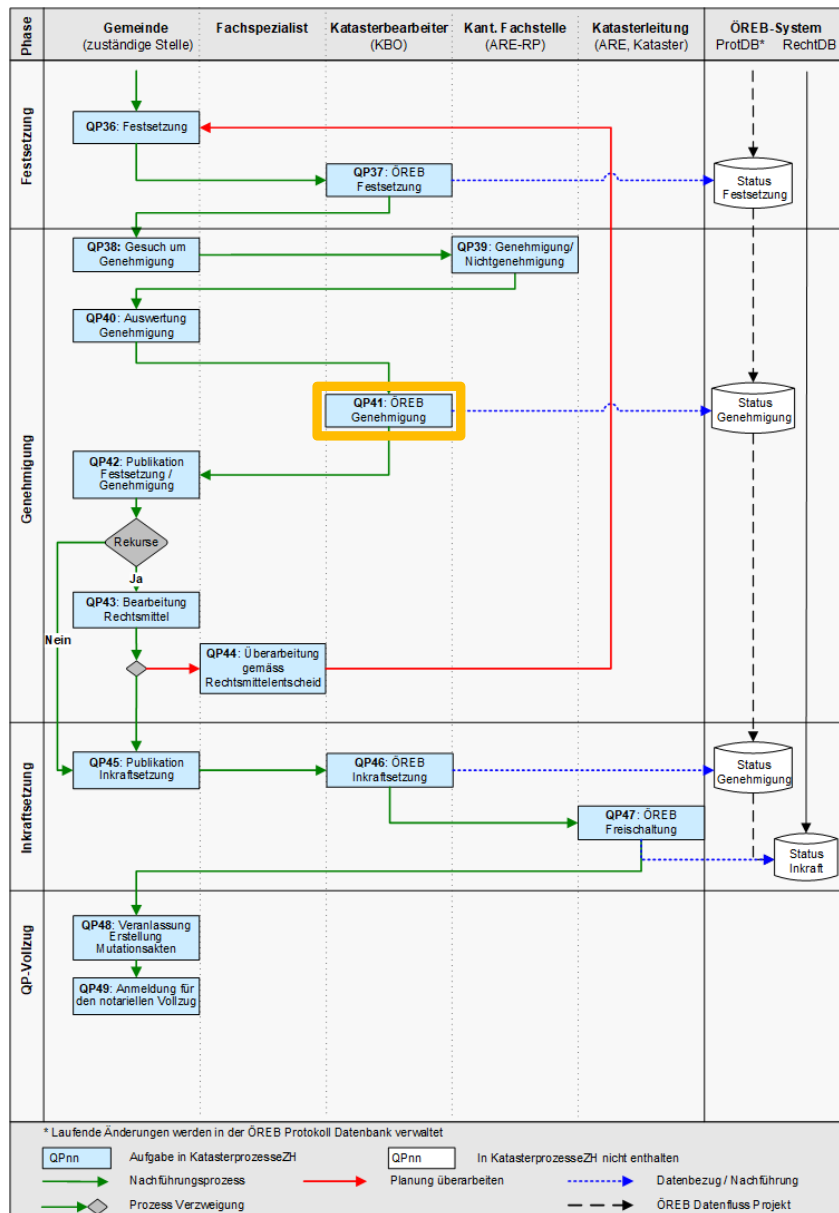 Phase
Gemeinde
(zuständige Stelle)
Fachspezialist
Katasterbearbeiter
(KBO)
Kant. Fachstelle
(ARE-RP)
Katasterleitung
(ARE, Kataster)
ÖREB-System
ProtDB* RechtDB
Festsetzung
QP36: Festsetzung
QP37: ÖREB
Festsetzung
Status
Festsetzung
Genehmigung
QP38: Gesuch um
Genehmigung
QP39: Genehmigung/
Nichtgenehmigung
QP40: Auswertung
Genehmigung
QP41: ÖREB
Genehmigung
Status
Genehmigung
QP42: Publikation
Festsetzung /
Genehmigung
Rekurse
Ja
QP43: Bearbeitung
Rechtsmittel
Nein
QP44: Überarbeitung
gemäss
Rechtsmittelentscheid
Inkraftsetzung
QP45: Publikation
Inkraftsetzung
QP46: ÖREB
Inkraftsetzung
Status
Genehmigung
QP47: ÖREB
Freischaltung
Status
Inkraft
QP-Vollzug
QP48: Veranlassung
Erstellung
Mutationsakten
QP49: Anmeldung für
den notariellen Vollzug
* Laufende Änderungen werden in der ÖREB Protokoll Datenbank verwaltet
QPnn Aufgabe in KatasterprozesseZH QPnn In KatasterprozesseZH nicht enthalten
Nachführungsprozess Planung überarbeiten Datenbezug / Nachführung
Prozess Verzweigung ÖREB Datenfluss Projekt